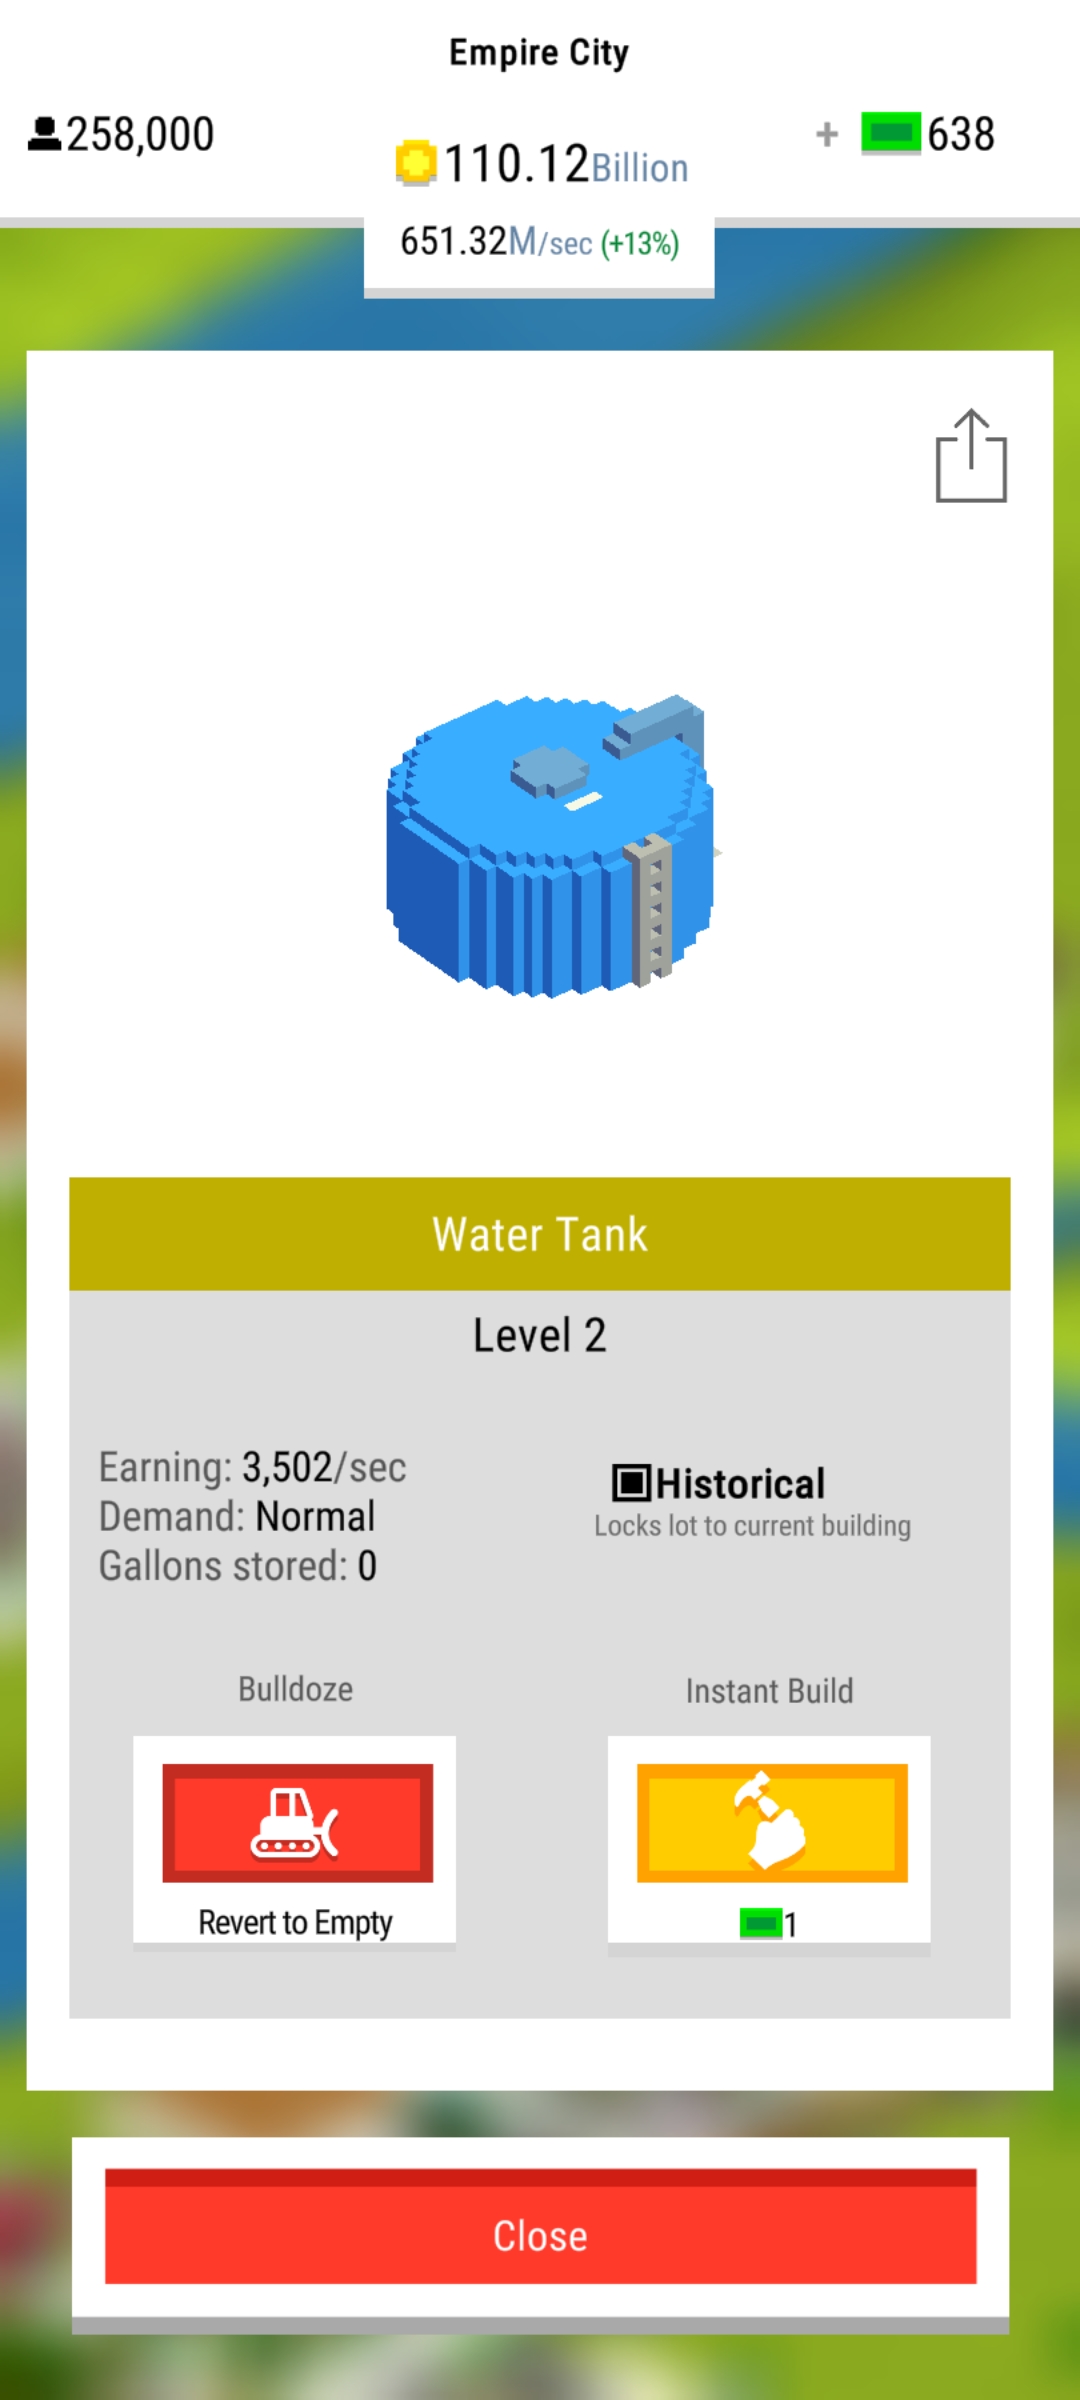 Empire City
258,000
110.12Billion
+ 638
651.32M/sec (+13%)
Water Tank
Level 2
Earning: 3,502/sec
Demand: Normal
Gallons stored: 0
Historical
Locks lot to current building
Bulldoze
Instant Build
Revert to Empty
1
Close